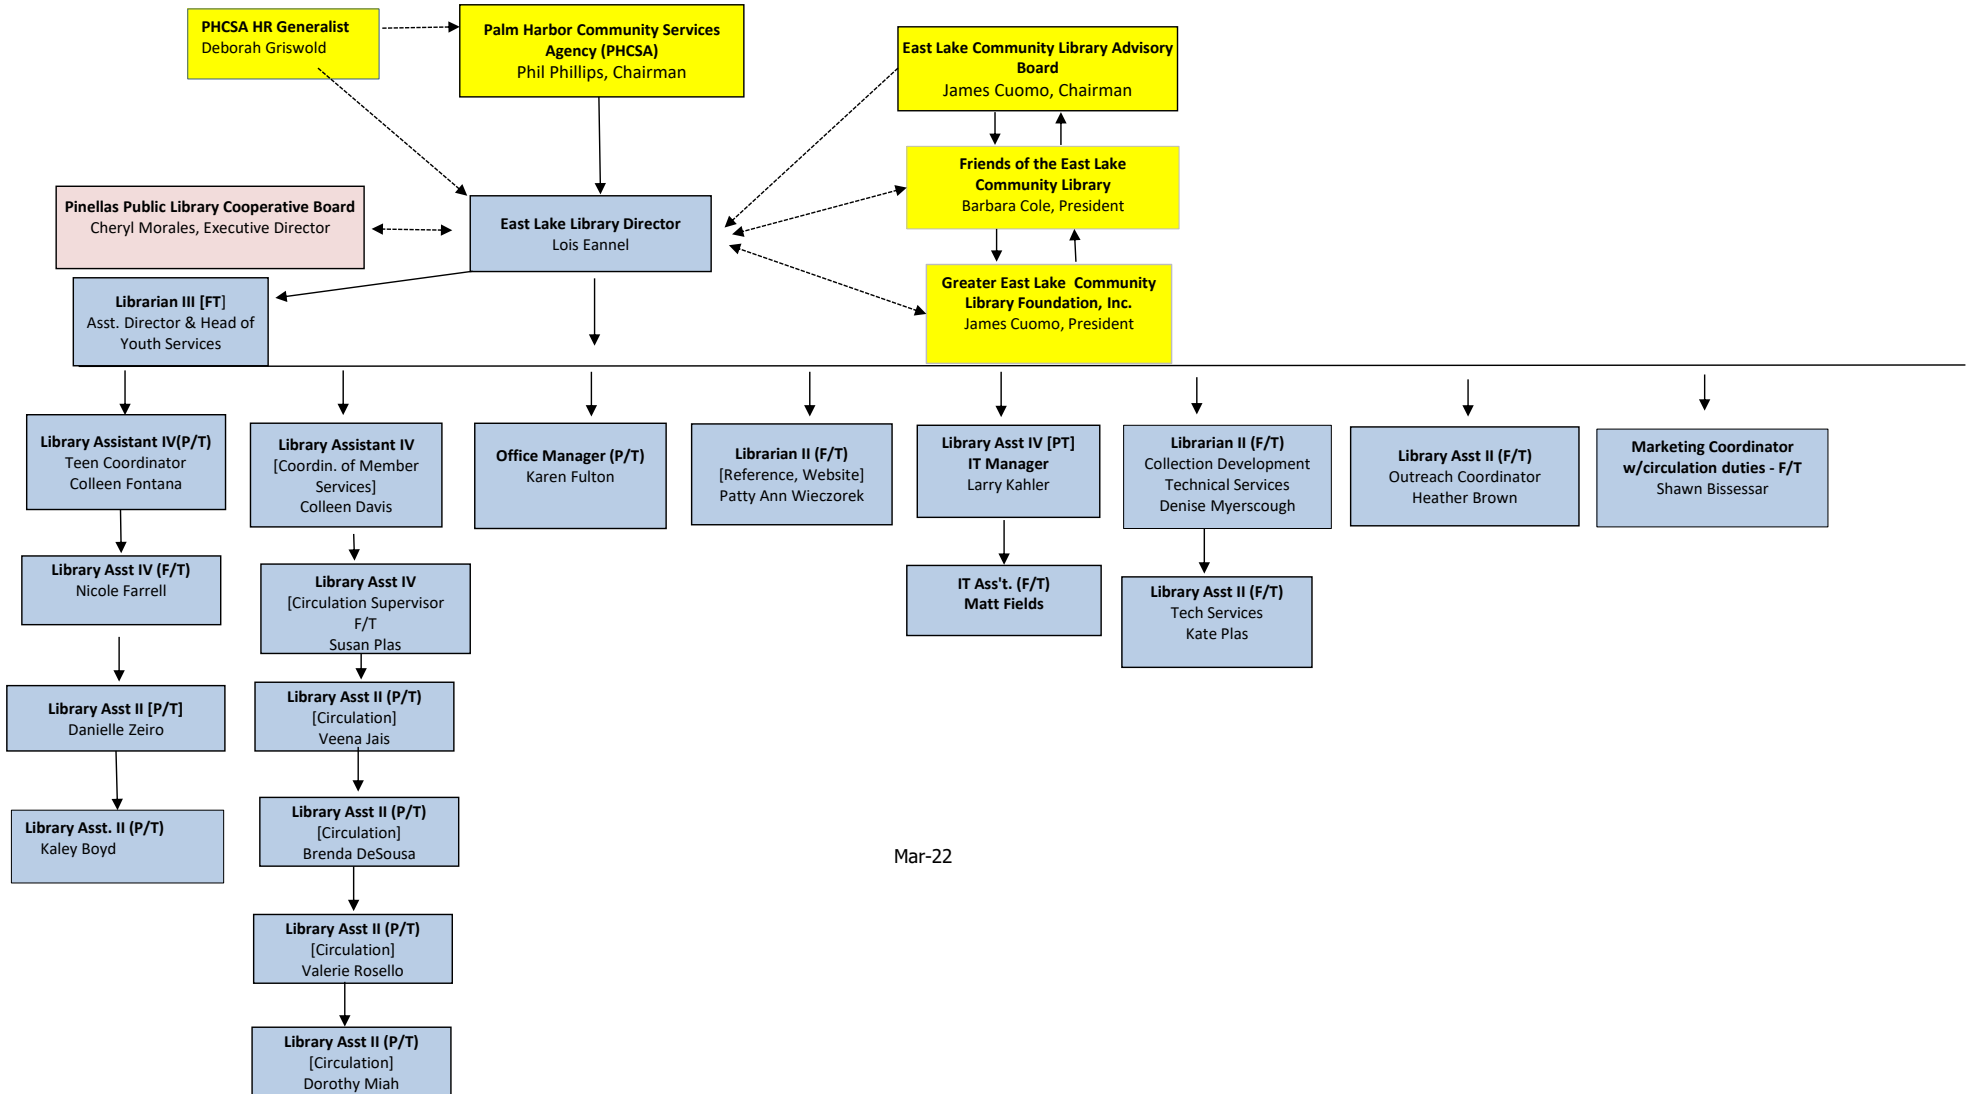 PHCSA HR Generalist
Deborah Griswold
Palm Harbor Community Services
Agency (PHCSA)
Phil Phillips, Chairman
East Lake Community Library Advisory
Board
James Cuomo, Chairman
Friends of the East Lake
Community Library
Barbara Cole, President
Pinellas Public Library Cooperative Board
Cheryl Morales, Executive Director
East Lake Library Director
Lois Eannel
Greater East Lake  Community
Library Foundation, Inc.
James Cuomo, President
Librarian III [FT]
Asst. Director & Head of
Youth Services
Library Assistant IV(P/T)
Teen Coordinator
Colleen Fontana
Library Assistant IV
[Coordin. of Member
Services]
Colleen Davis
Office Manager (P/T)
Karen Fulton
Librarian II (F/T)
[Reference, Website]
Patty Ann Wieczorek
Library Asst IV [PT]
IT Manager
Larry Kahler
Librarian II (F/T)
Collection Development
Technical Services
Denise Myerscough
Library Asst II (F/T)
Outreach Coordinator
Heather Brown
Marketing Coordinator
w/circulation duties - F/T
Shawn Bissessar
Library Asst IV (F/T)
Nicole Farrell
Library Asst IV
[Circulation Supervisor
F/T
Susan Plas
IT Ass't. (F/T)
Matt Fields
Library Asst II (F/T)
Tech Services
Kate Plas
Library Asst II [P/T]
Danielle Zeiro
Library Asst II (P/T)
[Circulation]
Veena Jais
Library Asst. II (P/T)
Kaley Boyd
Library Asst II (P/T)
[Circulation]
Brenda DeSousa
Mar-22
Library Asst II (P/T)
[Circulation]
Valerie Rosello
Library Asst II (P/T)
[Circulation]
Dorothy Miah